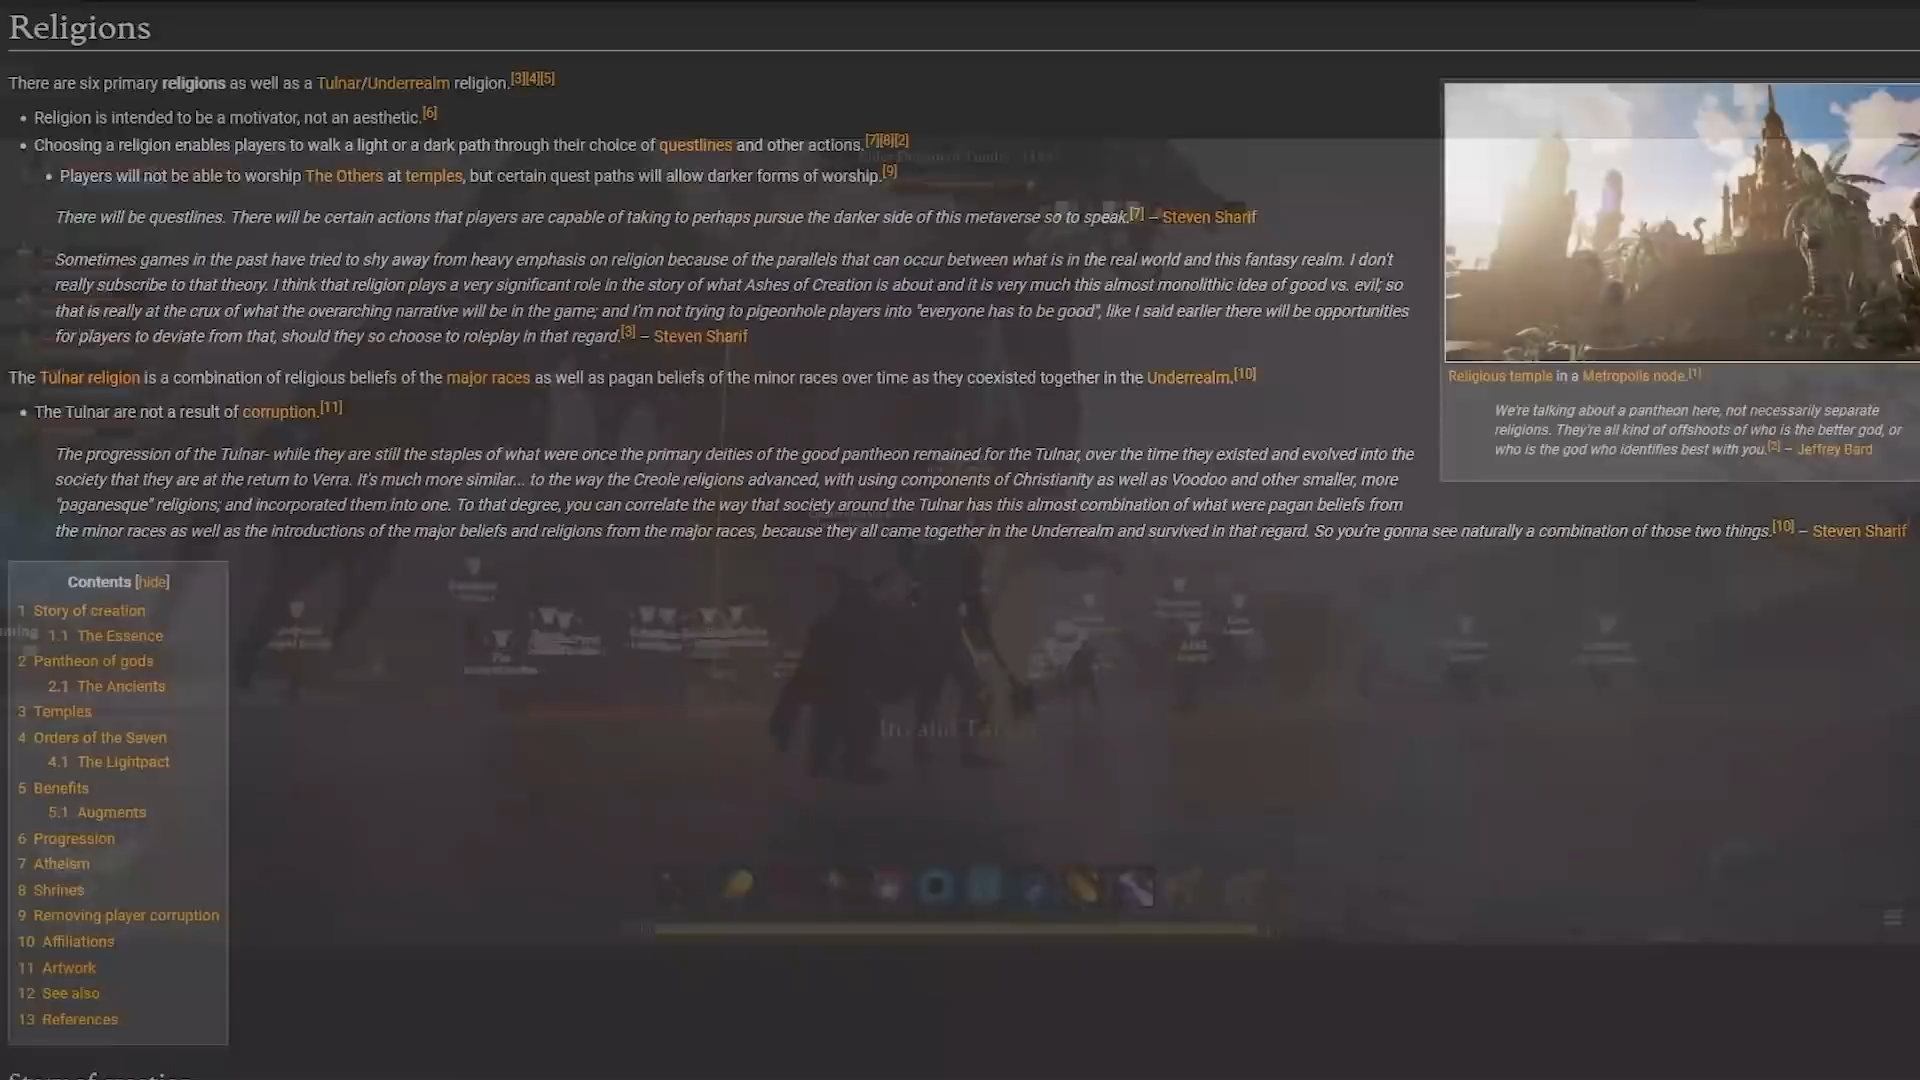 Religions
There are six primary religions as well as a Tulnar/Underrealm religion.[3][4][5]
• Religion is intended to be a motivator, not an aesthetic.[6]
• Choosing a religion enables players to walk a light or a dark path through their choice of questlines and other actions.[7][8][2]
• Players will not be able to worship The Others at temples, but certain quest paths will allow darker forms of worship.[9]
There will be questlines. There will be certain actions that players are capable of taking to perhaps pursue the darker side of this metaverse so to speak.[7] – Steven Sharif
Sometimes games in the past have tried to shy away from heavy emphasis on religion because of the parallels that can occur between what is in the real world and this fantasy realm. I don't
really subscribe to that theory. I think that religion plays a very significant role in the story of what Ashes of Creation is about and it is very much this almost monolithic idea of good vs. evil; so
that is really at the crux of what the overarching narrative will be in the game; and I'm not trying to pigeonhole players into "everyone has to be good", like I said earlier there will be opportunities
for players to deviate from that, should they so choose to roleplay in that regard.[3] – Steven Sharif
The Tulnar religion is a combination of religious beliefs of the major races as well as pagan beliefs of the minor races over time as they coexisted together in the Underrealm.[10]
• The Tulnar are not a result of corruption.[11]
The progression of the Tulnar- while they are still the staples of what were once the primary deities of the good pantheon remained for the Tulnar, over the time they existed and evolved into the
society that they are at the return to Verra. It's much more similar... to the way the Creole religions advanced, with using components of Christianity as well as Voodoo and other smaller, more
"paganesque" religions; and incorporated them into one. To that degree, you can correlate the way that society around the Tulnar has this almost combination of what were pagan beliefs from
the minor races as well as the introductions of the major beliefs and religions from the major races, because they all came together in the Underrealm and survived in that regard. So you're gonna see naturally a combination of those two things.[10] – Steven Sharif
Religious temple in a Metropolis node.[1]
We're talking about a pantheon here, not necessarily separate
religions. They're all kind of offshoots of who is the better god, or
who is the god who identifies best with you.[2] – Jeffrey Bard
Contents [hide]
1 Story of creation
1.1 The Essence
2 Pantheon of gods
2.1 The Ancients
3 Temples
4 Orders of the Seven
4.1 The Lightpact
5 Benefits
5.1 Augments
6 Progression
7 Atheism
8 Shrines
9 Removing player corruption
10 Affiliations
11 Artwork
12 See also
13 References
Story of creation